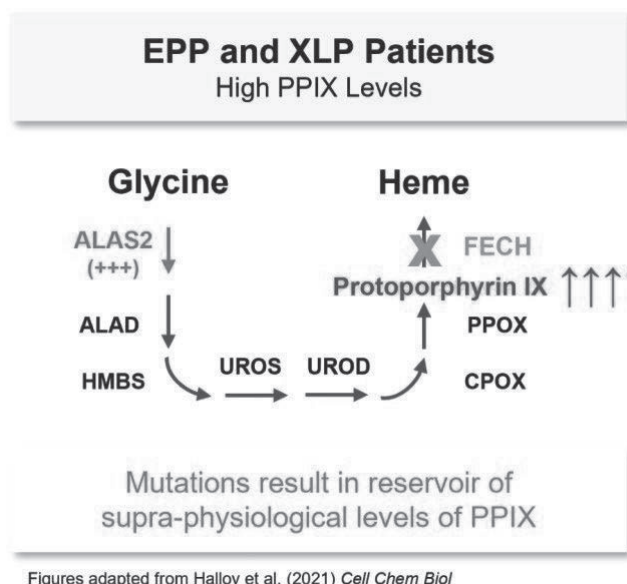 EPP and XLP Patients
High PPIX Levels
Glycine
Heme
ALAS2
(+++)
X
FECH
Protoporphyrin IX ↑↑↑↑
ALAD
PPOX
HMBS
UROS
UROD
CPOX
Mutations result in reservoir of
supra-physiological levels of PPIX
Figures adapted from Halloy et al. (2021) Cell Chem Biol